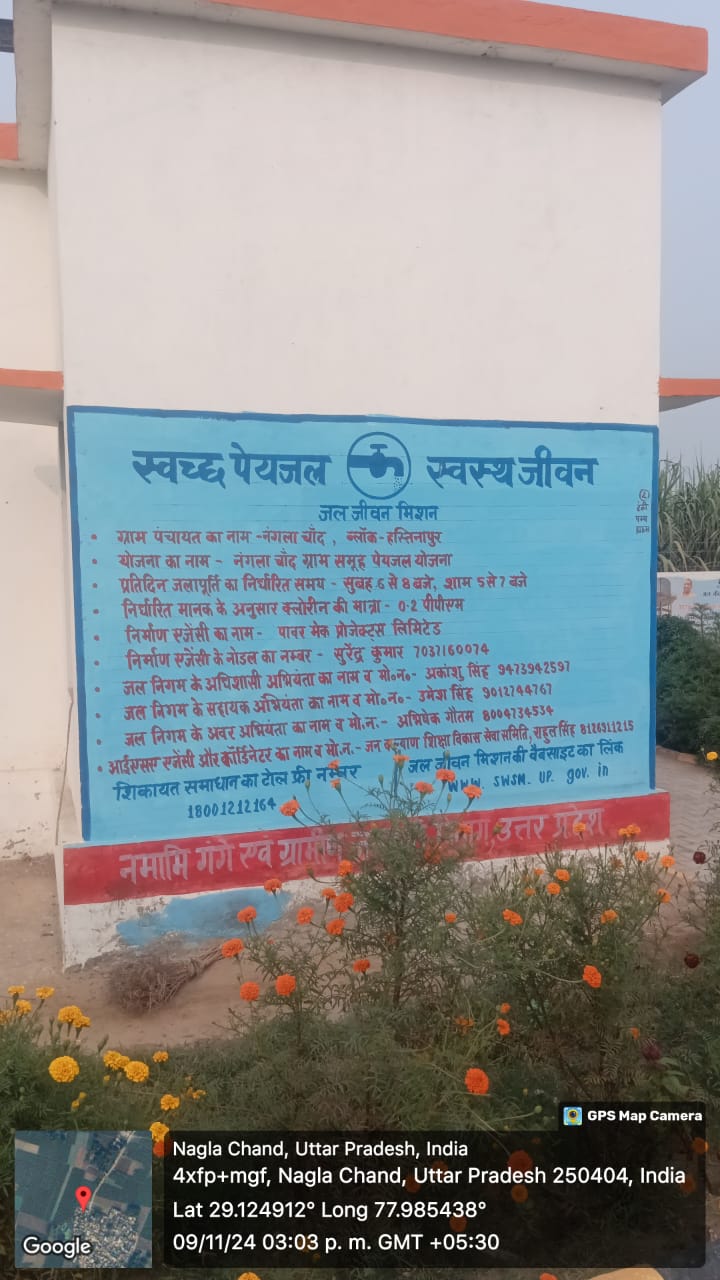 स्वच्छ पेयजल स्वस्थ जीवन
जल जीवन मिशन
• ग्राम पंचायत का नाम -नंगला चाँद , ब्लॉक-हस्तिनापुर
• योजना का नाम - नंगला चाँद ग्राम समूह पेयजल योजना
• प्रतिदिन जलापूर्ति का निर्धारित समय - सुबह 6 से 8 बजे, शाम 5 से 7 बजे
• निर्धारित मानक के अनुसार क्लोरीन की मात्रा - 0.2 पीपीएम
• निर्माण एजेंसी का नाम - पावर मेक प्रोजेक्ट्स लिमिटेड
• निर्माण एजेंसी के नोडल का नम्बर - सुरेंद्र कुमार 7037160074
• जल निगम के अधिशासी अभियंता का नाम व मो०न०- अकांशु सिंह 9473942597
• जल निगम के सहायक अभियंता का नाम व मो०न०- उमेश सिंह 9012744767
• जल निगम के अवर अभियंता का नाम व मो.न.- अभिषेक गौतम 8004734534
• आईएसए एजेंसी और कॉर्डिनेटर का नाम व मो.न.- जन कल्याण शिक्षा विकास सेवा समिति, राहुल सिंह 8126911215
शिकायत समाधान का टोल फ्री नम्बर
18001212164
जल जीवन मिशन की वैबसाइट का लिंक
www. swsm. up. gov. in
नमामि गंगे एवं ग्रामीण उत्तर प्रदेश
GPS Map Camera
Nagla Chand, Uttar Pradesh, India
4xfp+mgf, Nagla Chand, Uttar Pradesh 250404, India
Lat 29.124912° Long 77.985438°
09/11/24 03:03 p. m. GMT +05:30
Google